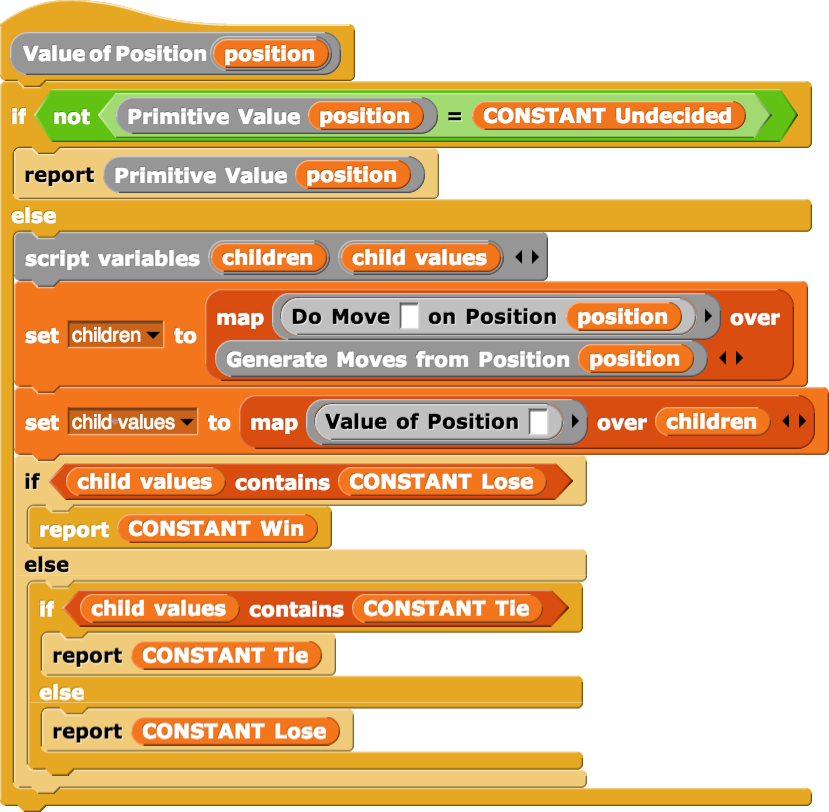 Value of Position position
if not Primitive Value position = CONSTANT Undecided
report Primitive Value position
else
script variables children child values
set children to map Do Move on Position position over
Generate Moves from Position position
set child values to map Value of Position over children
if child values contains CONSTANT Lose
report CONSTANT Win
else
if child values contains CONSTANT Tie
report CONSTANT Tie
else
report CONSTANT Lose